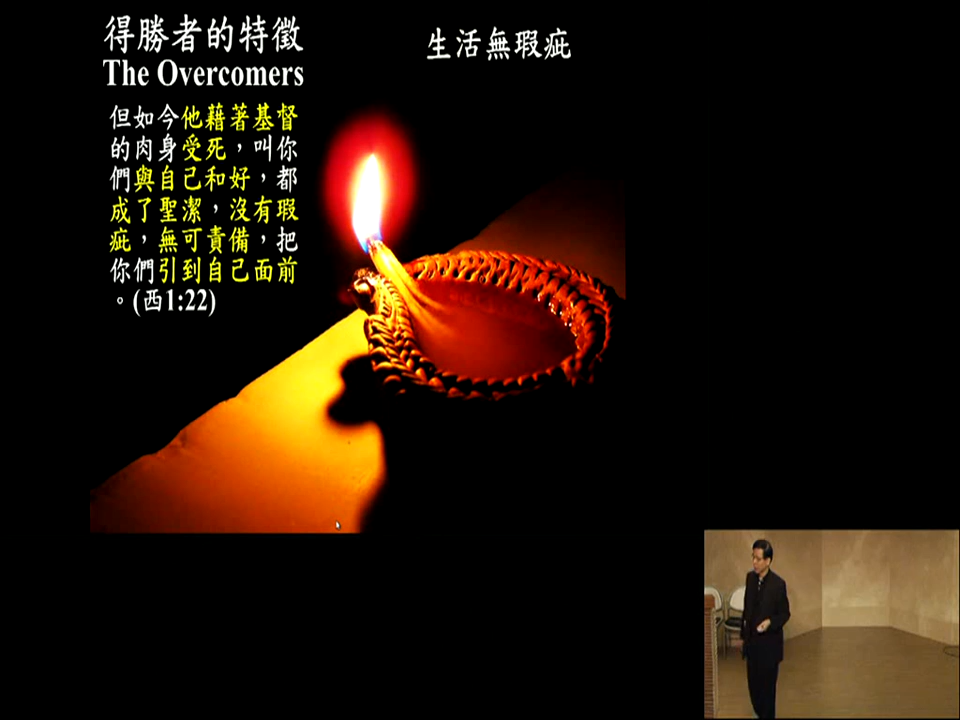 得勝者的特徵
The Overcomers
生活無瑕疵
但如今他藉著基督
的肉身受死，叫你
們與自己和好，都
成了聖潔，沒有瑕
疵，無可責備，把
你們引到自己面前
。(西1:22)